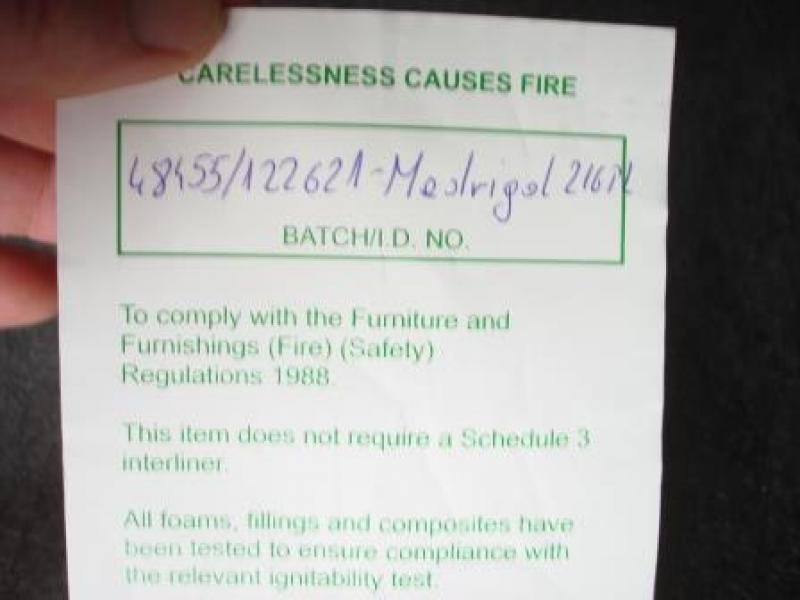 CARELESSNESS CAUSES FIRE
48455/122621-Madrigal
BATCH/I.D. NO.
To comply with the Furniture and
Furnishings (Fire) (Safety)
Regulations 1988.
This item does not require a Schedule 3
interliner.
All foams, fillings and composites have
been tested to ensure compliance with
the relevant ignitability test.